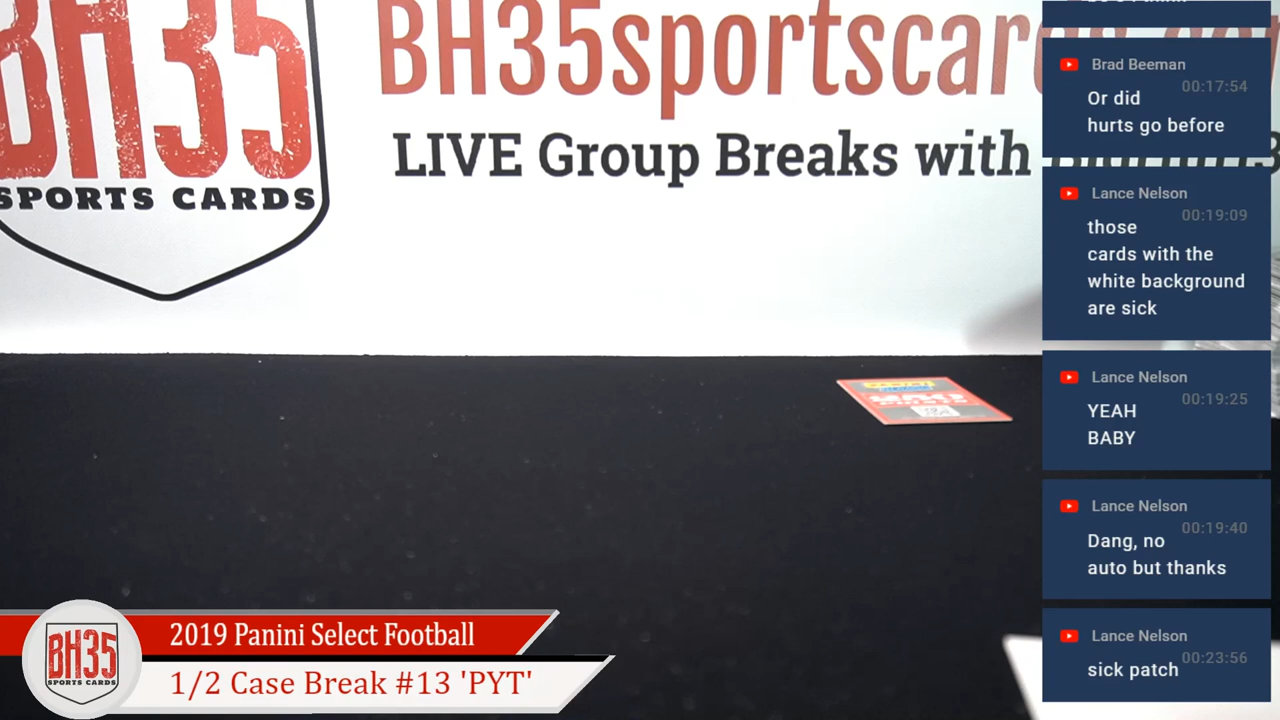 BH35
SPORTS CARDS
BH35sportscar
LIVE Group Breaks with
Brad Beeman
00:17:54
Or did
hurts go before
Lance Nelson
00:19:09
those
cards with the
white background
are sick
Lance Nelson
00:19:25
YEAH
BABY
Lance Nelson
00:19:40
Dang, no
auto but thanks
Lance Nelson
00:23:56
sick patch
BH35
SPORTS CARDS
2019 Panini Select Football
1/2 Case Break #13 'PYT'